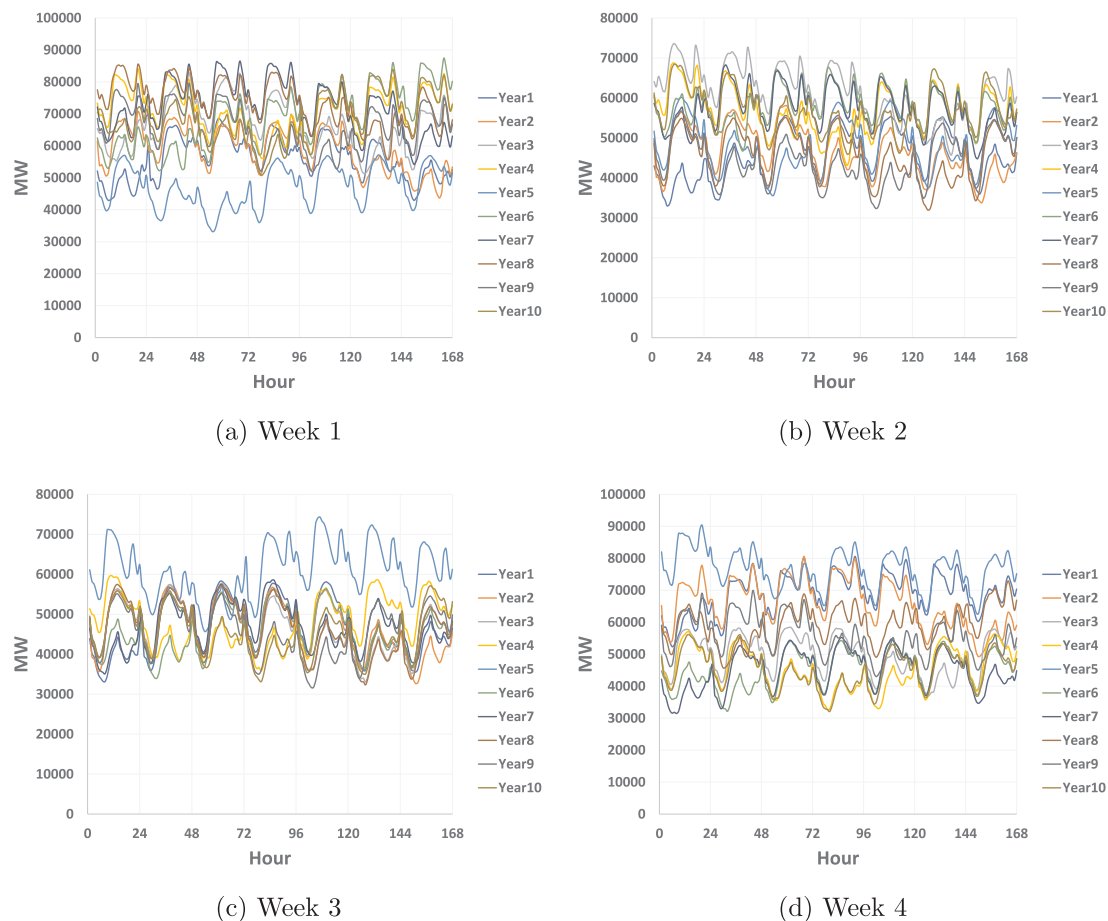 100000
90000
80000
70000
60000
50000
40000
30000
20000
10000
0
MW
0 24 48 72 96 120 144 168
Hour
Year1
Year2
Year3
Year4
Year5
Year6
Year7
Year8
Year9
Year10
(a) Week 1
80000
70000
60000
50000
40000
30000
20000
10000
0
MW
0 24 48 72 96 120 144 168
Hour
Year1
Year2
Year3
Year4
Year5
Year6
Year7
Year8
Year9
Year10
(b) Week 2
80000
70000
60000
50000
40000
30000
20000
10000
0
MW
0 24 48 72 96 120 144 168
Hour
Year1
Year2
Year3
Year4
Year5
Year6
Year7
Year8
Year9
Year10
(c) Week 3
100000
90000
80000
70000
60000
50000
40000
30000
20000
10000
0
MW
0 24 48 72 96 120 144 168
Hour
Year1
Year2
Year3
Year4
Year5
Year6
Year7
Year8
Year9
Year10
(d) Week 4